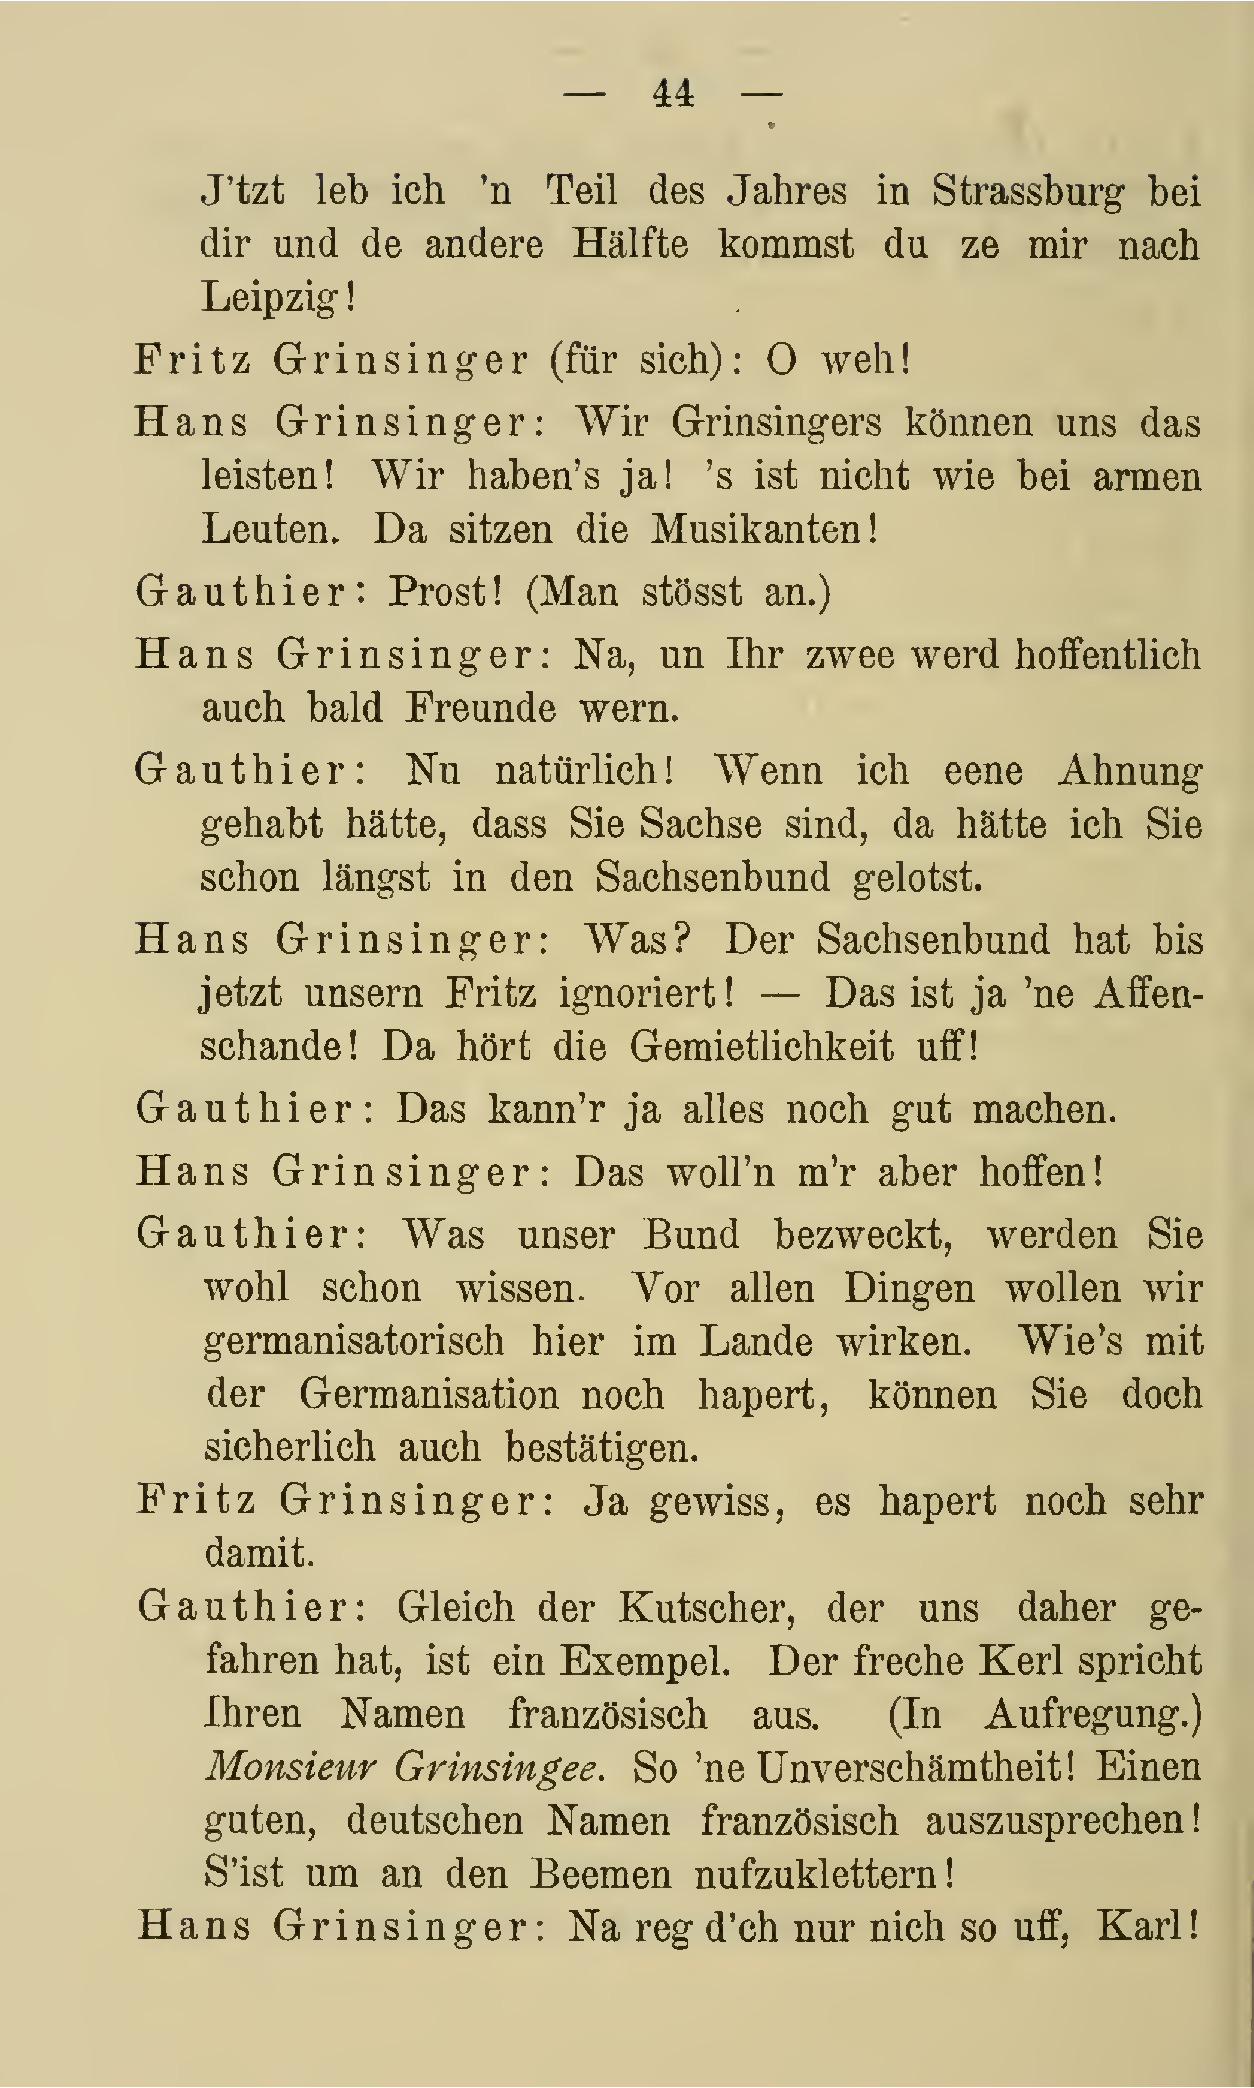 — 44 —
J'tzt leb ich 'n Teil des Jahres in Strassburg bei
dir und de andere Hälfte kommst du ze mir nach
Leipzig!
Fritz Grinsinger (für sich): O weh!
Hans Grinsinger: Wir Grinsingers können uns das
leisten! Wir haben's ja! 's ist nicht wie bei armen
Leuten. Da sitzen die Musikanten!
Gauthier: Prost! (Man stösst an.)
Hans Grinsinger: Na, un Ihr zwee werd hoffentlich
auch bald Freunde wern.
Gauthier: Nu natürlich! Wenn ich eene Ahnung
gehabt hätte, dass Sie Sachse sind, da hätte ich Sie
schon längst in den Sachsenbund gelotst.
Hans Grinsinger: Was? Der Sachsenbund hat bis
jetzt unsern Fritz ignoriert! — Das ist ja 'ne Affen-
schande! Da hört die Gemietlichkeit uff!
Gauthier: Das kann'r ja alles noch gut machen.
Hans Grinsinger: Das woll'n m'r aber hoffen!
Gauthier: Was unser Bund bezweckt, werden Sie
wohl schon wissen. Vor allen Dingen wollen wir
germanisatorisch hier im Lande wirken. Wie's mit
der Germanisation noch hapert, können Sie doch
sicherlich auch bestätigen.
Fritz Grinsinger: Ja gewiss, es hapert noch sehr
damit.
Gauthier: Gleich der Kutscher, der uns daher ge-
fahren hat, ist ein Exempel. Der freche Kerl spricht
Ihren Namen französisch aus. (In Aufregung.)
Monsieur Grinsingee. So 'ne Unverschämtheit! Einen
guten, deutschen Namen französisch auszusprechen!
S'ist um an den Beemen nufzuklettern!
Hans Grinsinger: Na reg d'ch nur nich so uff, Karl!